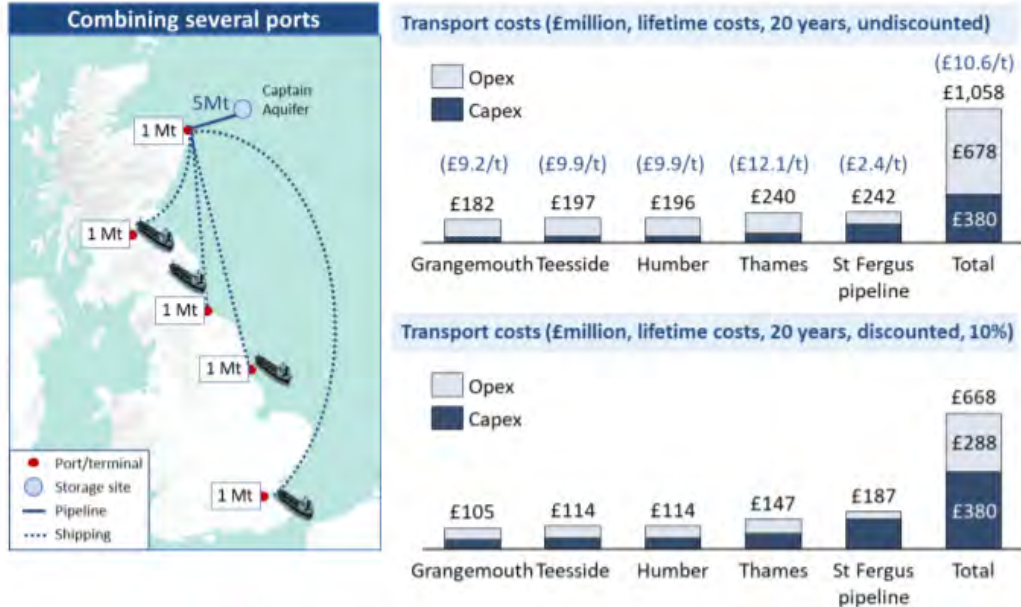 Combining several ports
5Mt
Captain
Aquifer
1 Mt
1 Mt
1 Mt
1 Mt
1 Mt
Port/terminal
Storage site
Pipeline
Shipping
Transport costs (£million, lifetime costs, 20 years, undiscounted)
Opex
Capex
(£10.6/t)
£1,058
£678
£380
(£9.2/t) (£9.9/t) (£9.9/t) (£12.1/t) (£2.4/t)
£182 £197 £196 £240 £242
Grangemouth Teesside Humber Thames St Fergus Total
pipeline
Transport costs (£million, lifetime costs, 20 years, discounted, 10%)
Opex
Capex
£668
£288
£380
£105 £114 £114 £147 £187
Grangemouth Teesside Humber Thames St Fergus Total
pipeline